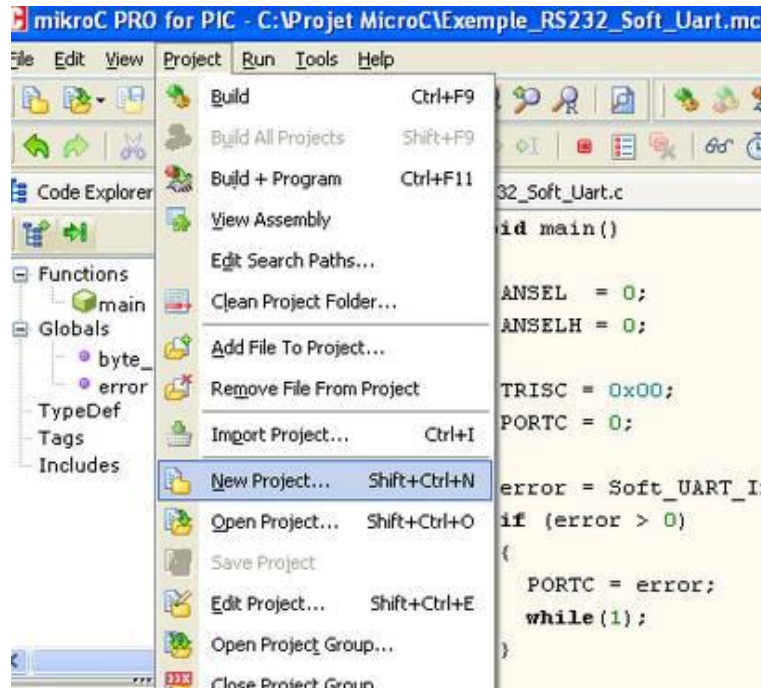 mikroC PRO for PIC - C:\Projet MicroC\Exemple_RS232_Soft_Uart.mc
File Edit View Project Run Tools Help
Build Ctrl+F9
Build All Projects Shift+F9
Build + Program Ctrl+F11
View Assembly
Edit Search Paths...
Clean Project Folder...
Add File To Project...
Remove File From Project
Import Project... Ctrl+I
New Project... Shift+Ctrl+N
Open Project... Shift+Ctrl+O
Save Project
Edit Project... Shift+Ctrl+E
Open Project Group...
Close Project Group
Code Explorer
Functions
main
Globals
byte_
error
TypeDef
Tags
Includes
32_Soft_Uart.c
id main()
ANSEL = 0;
ANSELH = 0;
TRISC = 0x00;
PORTC = 0;
error = Soft_UART_I
if (error > 0)
{
PORTC = error;
while(1);
}